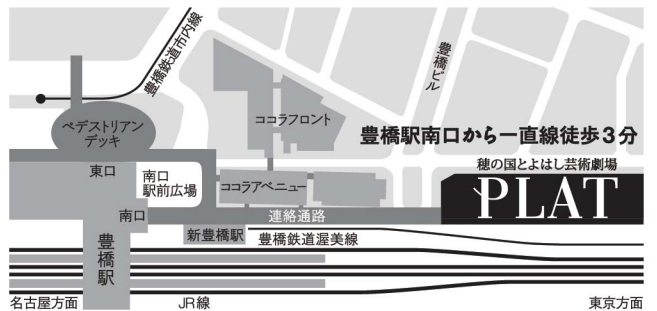 豊橋鉄道市内線
豊橋ビル
ペデストリアン
デッキ
ココラフロント
豊橋駅南口から一直線徒歩3分
穂の国とよはし芸術劇場
PLAT
東口
南口
駅前広場
ココラアベニュー
南口
連絡通路
新豊橋駅
豊橋鉄道渥美線
豊橋駅
名古屋方面
JR線
東京方面